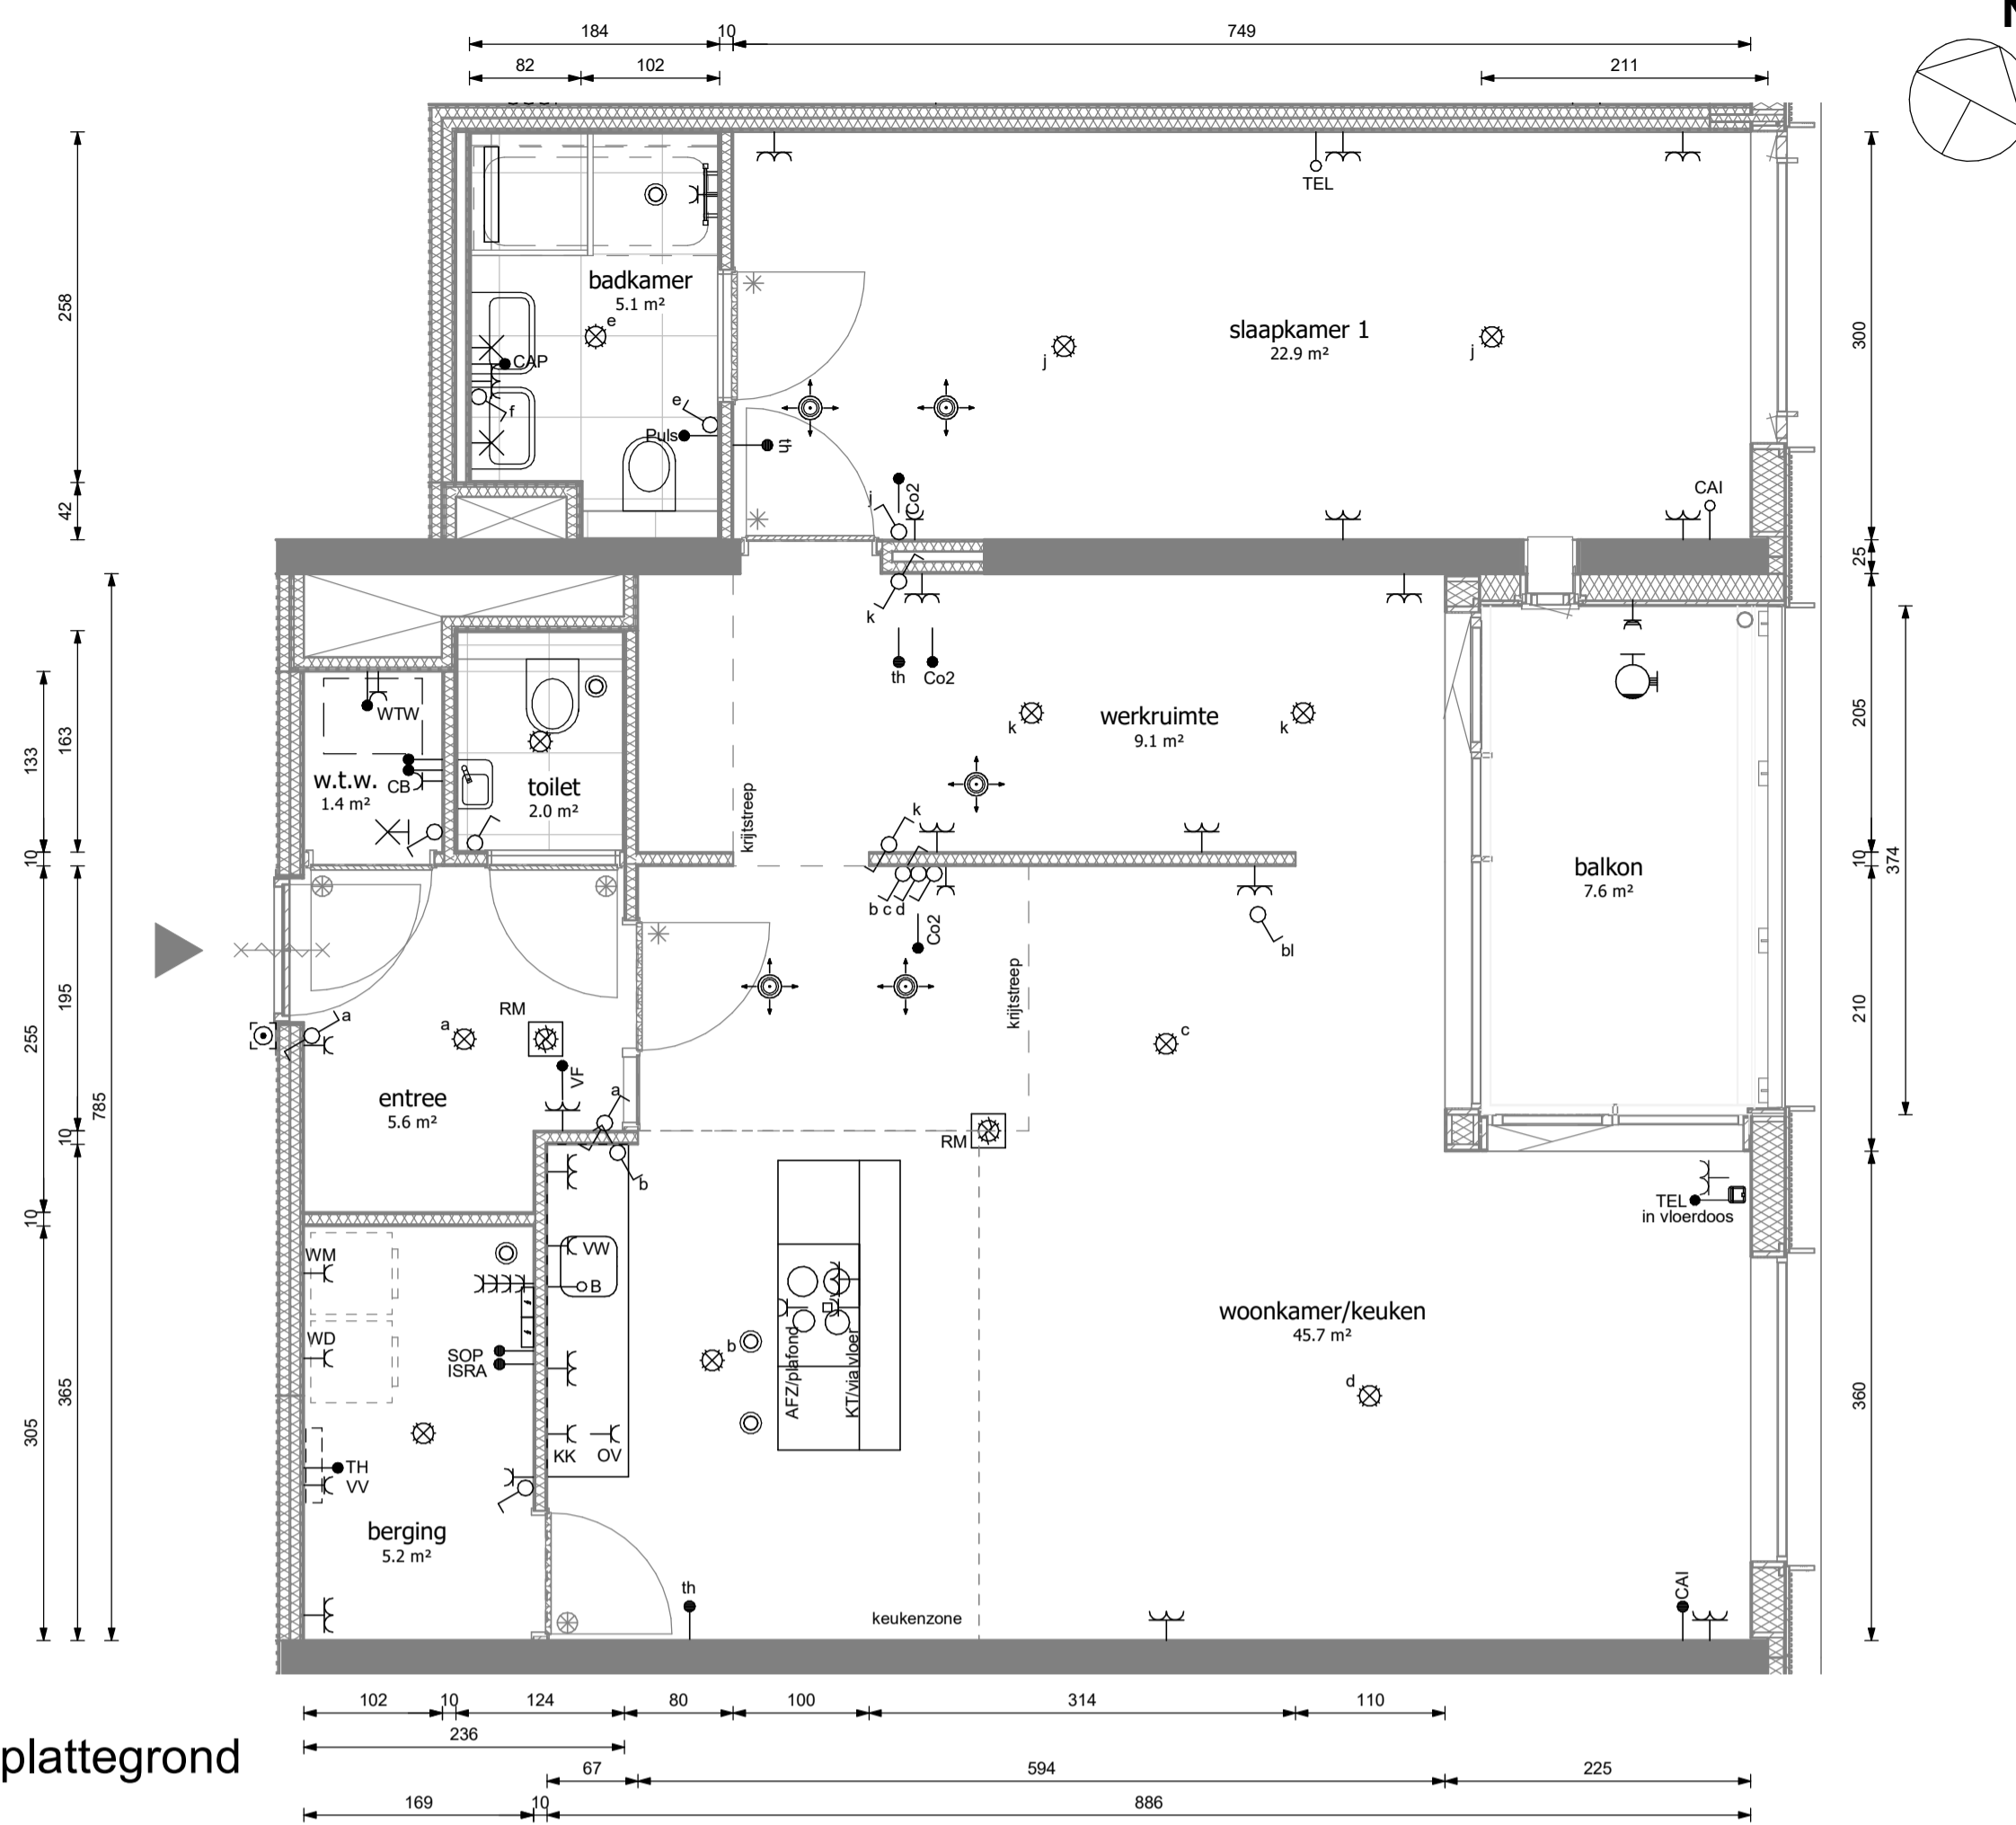 N
184
10
749
82
102
211
TEL
badkamer
5.1 m²
e
CAP
f
e
Puls
th
slaapkamer 1
22.9 m²
j
j
j
Co2
CAI
258
42
300
25
k
th
Co2
WTW
CB
w.t.w.
1.4 m²
toilet
2.0 m²
krijtstreep
werkruimte
9.1 m²
k
k
k
balkon
7.6 m²
133
163
10
205
10
374
b c d
Co2
bl
krijtstreep
RM
a
a
VF
a
entree
5.6 m²
c
195
255
785
10
10
210
RM
b
TEL
in vloerdoos
WM
WD
VW
B
SOP
ISRA
b
AFZ/plafond
KT/via vloer
woonkamer/keuken
45.7 m²
d
KK
OV
TH
VV
berging
5.2 m²
th
keukenzone
CAI
365
305
360
102
10
124
80
100
314
110
236
67
594
225
169
10
886
plattegrond